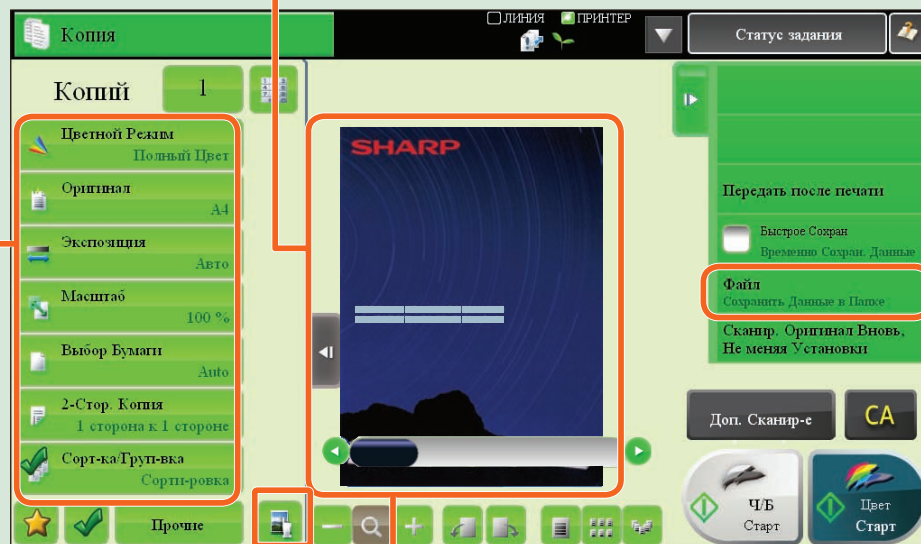 Копия
ЛИНИЯ ПРИНТЕР
Статус задания
Копий 1
Цветной Режим
Полный Цвет
Оригинал
A4
Экспозиция
Авто
Масштаб
100 %
Выбор Бумаги
Auto
2-Стор. Копия
1 сторона к 1 стороне
Сорт-ка/Груп-вка
Сорти-ровка
Прочие
SHARP
Передать после печати
Быстрое Сохран
Временно Сохран. Данные
Файл
Сохранить Данные в Папке
Сканир. Оригинал Вновь,
Не меняя Установки
Доп. Сканир-е
CA
Ч/Б
Старт
Цвет
Старт